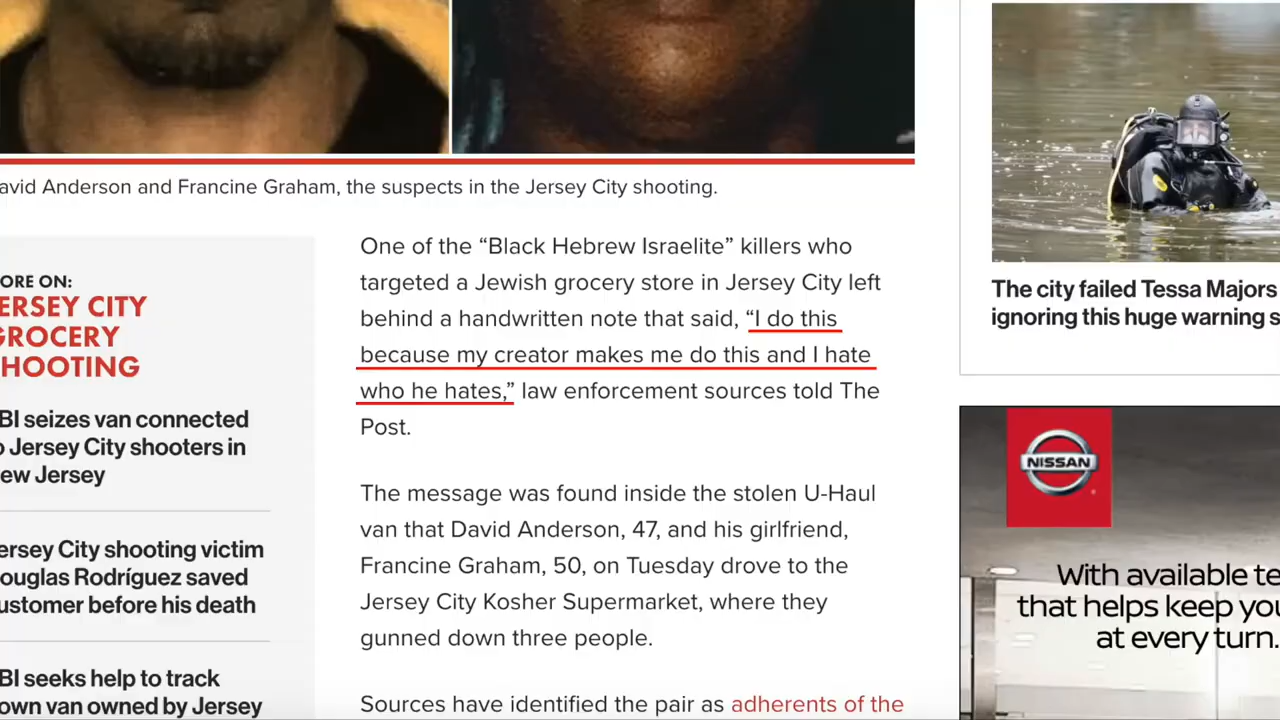 avid Anderson and Francine Graham, the suspects in the Jersey City shooting.
ORE ON:
ERSEY CITY
GROCERY
HOOTING
BI seizes van connected
o Jersey City shooters in
ew Jersey
ersey City shooting victim
ouglas Rodríguez saved
ustomer before his death
BI seeks help to track
own van owned by Jersey
One of the “Black Hebrew Israelite” killers who
targeted a Jewish grocery store in Jersey City left
behind a handwritten note that said, “I do this
because my creator makes me do this and I hate
who he hates,” law enforcement sources told The
Post.
The message was found inside the stolen U-Haul
van that David Anderson, 47, and his girlfriend,
Francine Graham, 50, on Tuesday drove to the
Jersey City Kosher Supermarket, where they
gunned down three people.
Sources have identified the pair as adherents of the
The city failed Tessa Majors
ignoring this huge warning s
NISSAN
With available te
that helps keep you
at every turn.